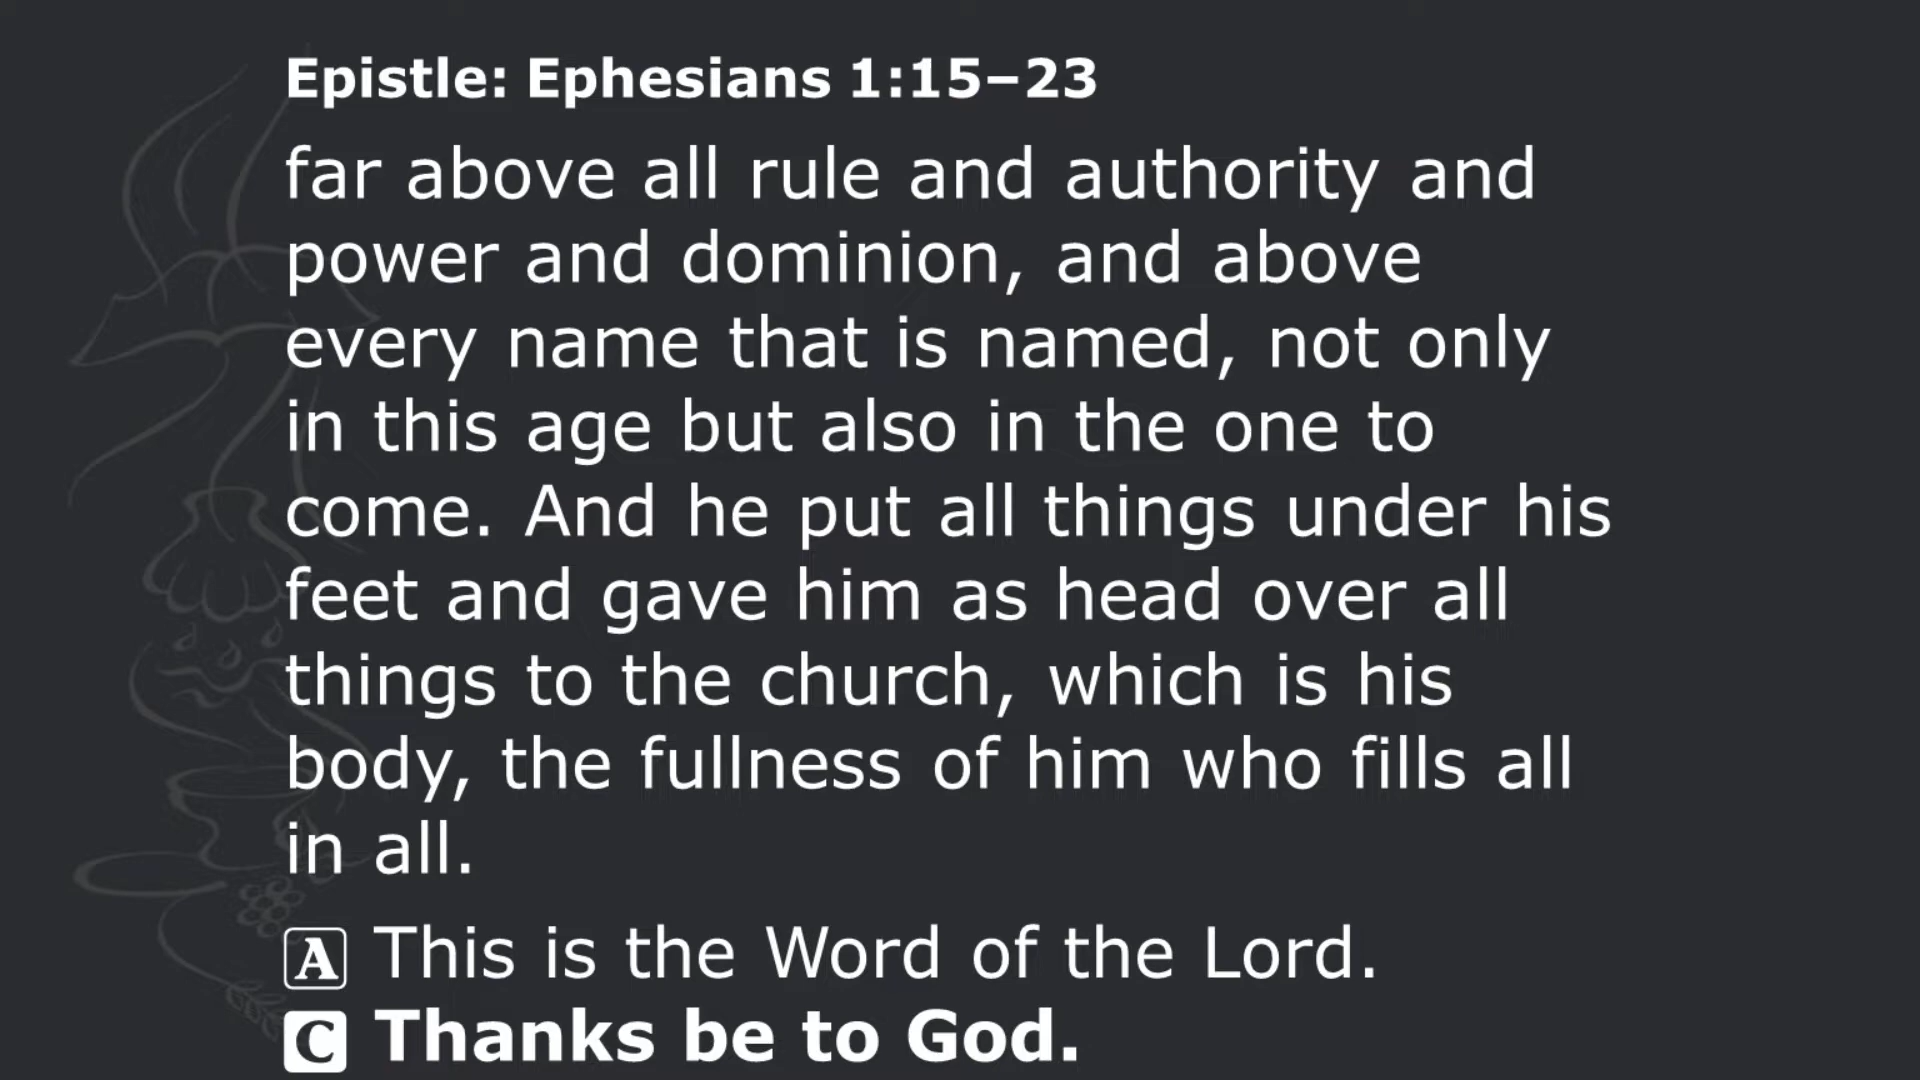 Epistle: Ephesians 1:15–23
far above all rule and authority and
power and dominion, and above
every name that is named, not only
in this age but also in the one to
come. And he put all things under his
feet and gave him as head over all
things to the church, which is his
body, the fullness of him who fills all
in all.
A This is the Word of the Lord.
C Thanks be to God.